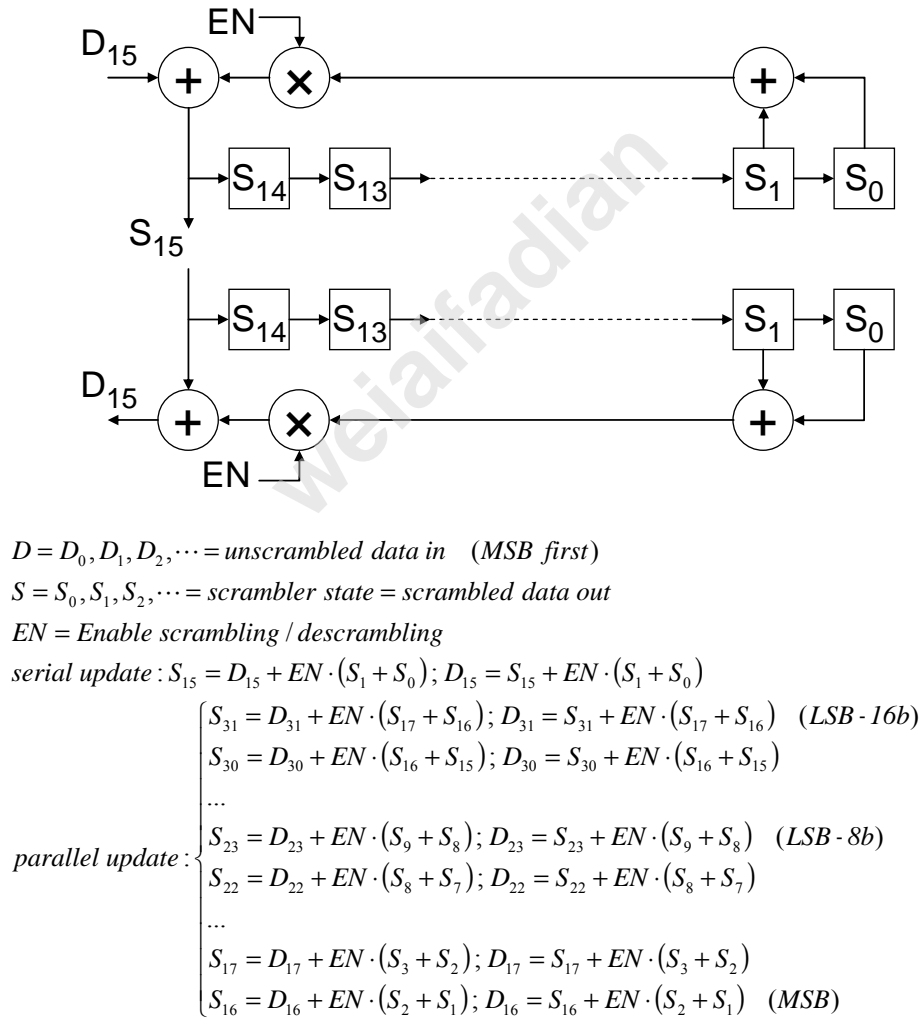 EN
D₁₅ + × +
S₁₄ S₁₃ S₁ S₀
S₁₅
S₁₄ S₁₃ S₁ S₀
D₁₅ + × +
EN
weiaifadian
D = D₀, D₁, D₂, ⋯ = unscrambled data in (MSB first)
S = S₀, S₁, S₂, ⋯ = scrambler state = scrambled data out
EN = Enable scrambling / descrambling
serial update : S₁₅ = D₁₅ + EN · (S₁ + S₀); D₁₅ = S₁₅ + EN · (S₁ + S₀)
S₃₁ = D₃₁ + EN · (S₁₇ + S₁₆); D₃₁ = S₃₁ + EN · (S₁₇ + S₁₆) (LSB - 16b)
S₃₀ = D₃₀ + EN · (S₁₆ + S₁₅); D₃₀ = S₃₀ + EN · (S₁₆ + S₁₅)
...
parallel update : { S₂₃ = D₂₃ + EN · (S₉ + S₈); D₂₃ = S₂₃ + EN · (S₉ + S₈) (LSB - 8b)
S₂₂ = D₂₂ + EN · (S₈ + S₇); D₂₂ = S₂₂ + EN · (S₈ + S₇)
...
S₁₇ = D₁₇ + EN · (S₃ + S₂); D₁₇ = S₁₇ + EN · (S₃ + S₂)
S₁₆ = D₁₆ + EN · (S₂ + S₁); D₁₆ = S₁₆ + EN · (S₂ + S₁) (MSB)